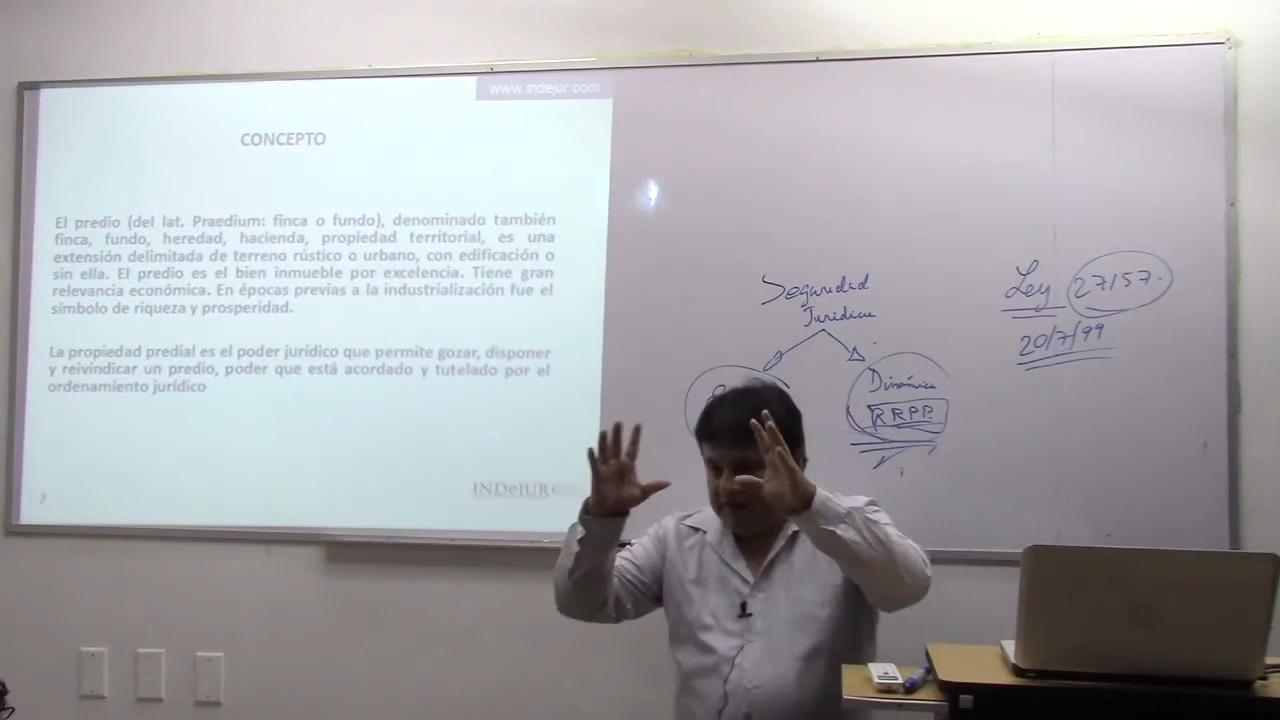 www.indejur.com
CONCEPTO
El predio (del lat. Praedium: finca o fundo), denominado también
finca, fundo, heredad, hacienda, propiedad territorial, es una
extensión delimitada de terreno rústico o urbano, con edificación o
sin ella. El predio es el bien inmueble por excelencia. Tiene gran
relevancia económica. En épocas previas a la industrialización fue el
símbolo de riqueza y prosperidad.
La propiedad predial es el poder jurídico que permite gozar, disponer
y reivindicar un predio, poder que está acordado y tutelado por el
ordenamiento jurídico
INDeJUR
Seguridad
Jurídica
Dinámica
RRPP.
Ley 27157.
20/7/99